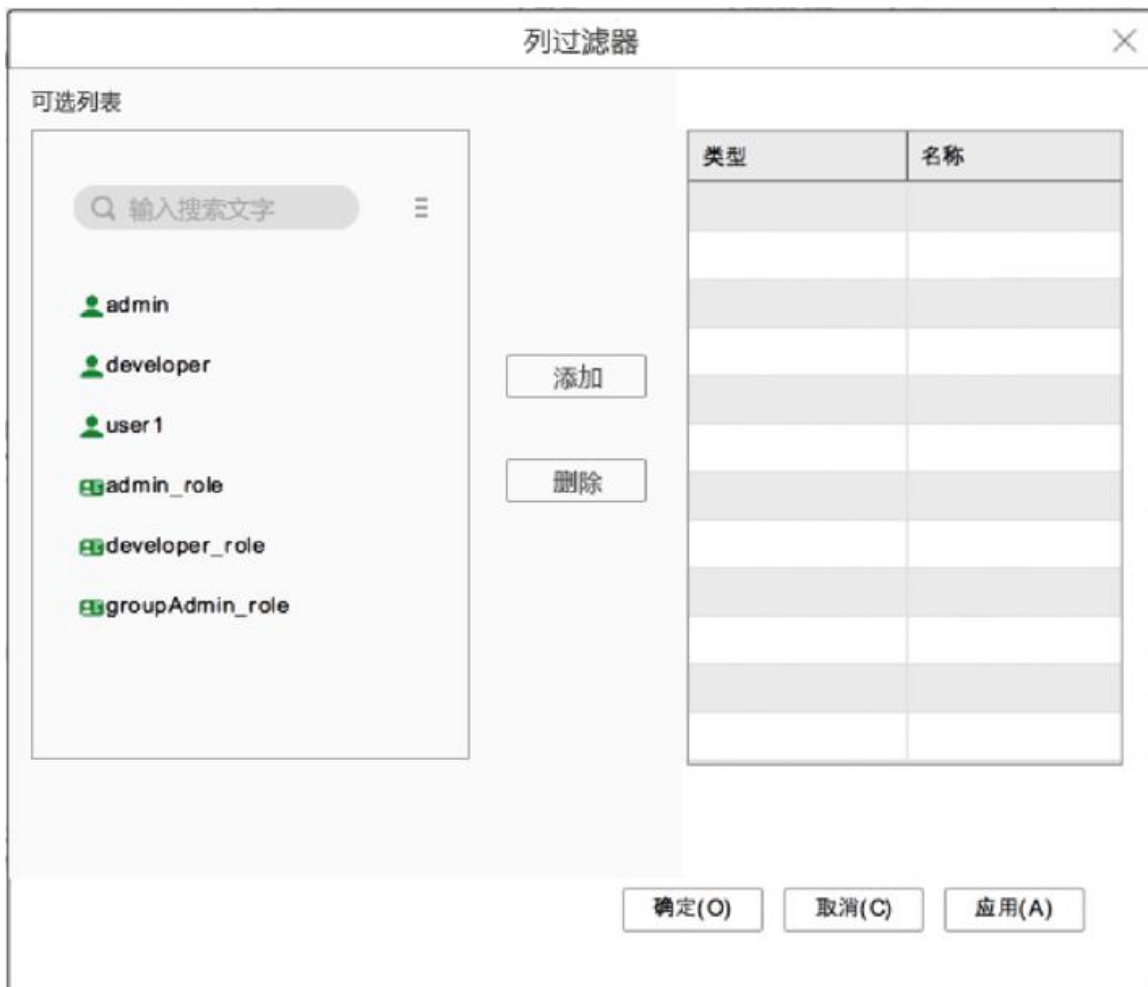 列过滤器
可选列表
输入搜索文字
admin
developer
user1
admin_role
developer_role
groupAdmin_role
添加
删除
类型 名称
确定(O) 取消(C) 应用(A)